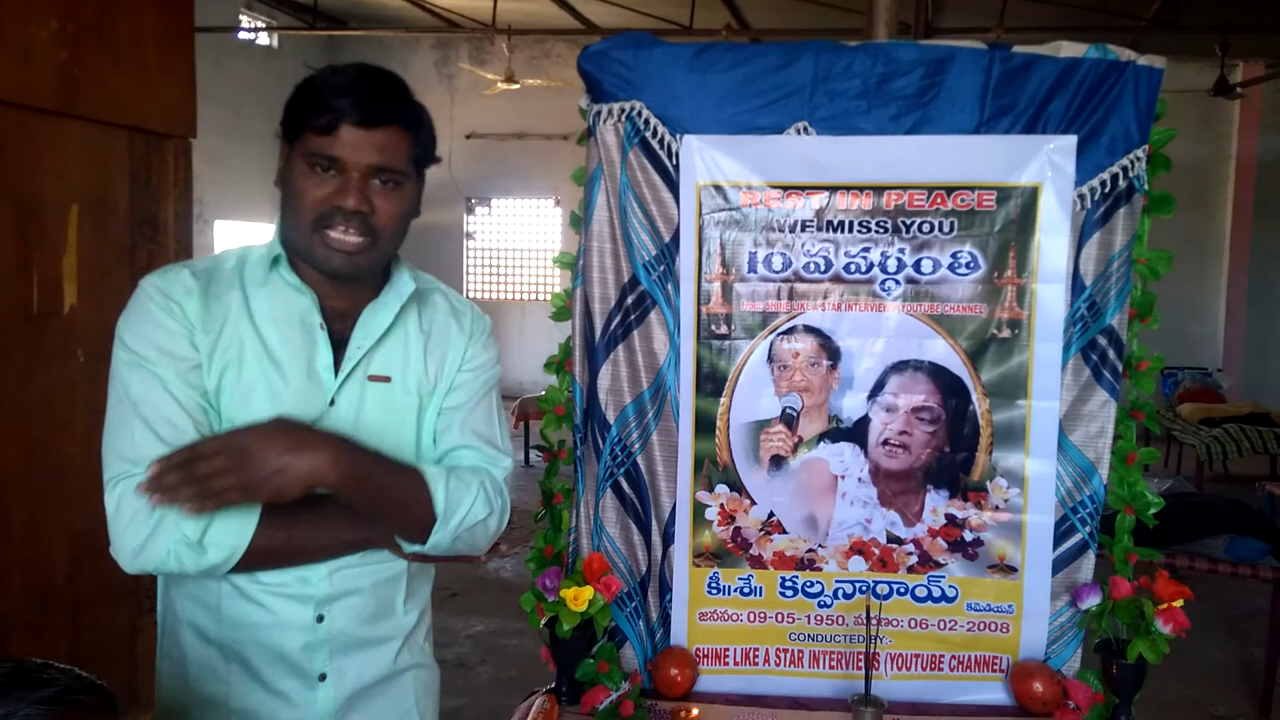 REST IN PEACE
WE MISS YOU
10వ వర్ధంతి
From: SHINE LIKE A STAR INTERVIEWS (YOUTUBE CHANNEL)
కీ॥శే॥ కల్పనారాయ్
కమెడియన్
జననం: 09-05-1950, మరణం: 06-02-2008
CONDUCTED BY:-
SHINE LIKE A STAR INTERVIEWS (YOUTUBE CHANNEL)